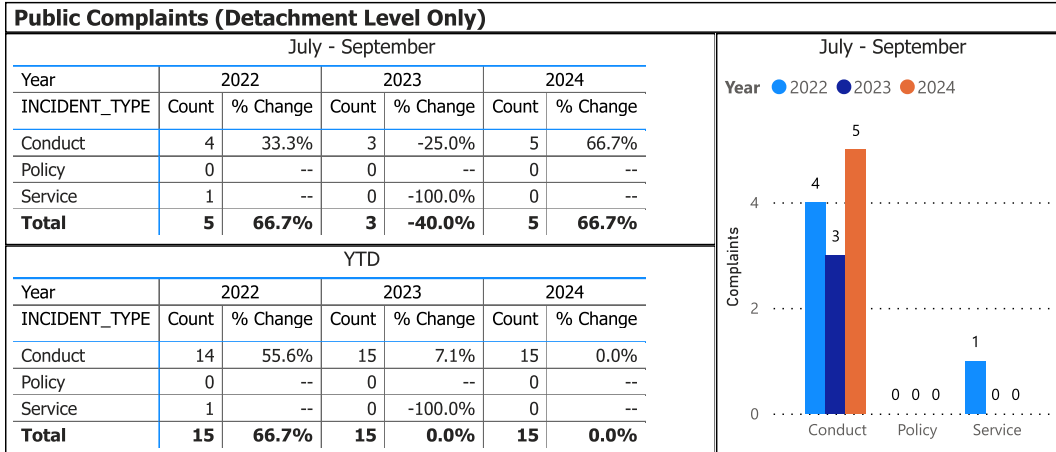 Public Complaints (Detachment Level Only)
July - September
Year 2022 2023 2024
INCIDENT_TYPE Count % Change Count % Change Count % Change
Conduct 4 33.3% 3 -25.0% 5 66.7%
Policy 0 -- 0 -- 0 --
Service 1 -- 0 -100.0% 0 --
Total 5 66.7% 3 -40.0% 5 66.7%
YTD
Year 2022 2023 2024
INCIDENT_TYPE Count % Change Count % Change Count % Change
Conduct 14 55.6% 15 7.1% 15 0.0%
Policy 0 -- 0 -- 0 --
Service 1 -- 0 -100.0% 0 --
Total 15 66.7% 15 0.0% 15 0.0%
July - September
Year 2022 2023 2024
5
4
4
3
Complaints
2
1
0 0 0 0 0
0
Conduct Policy Service